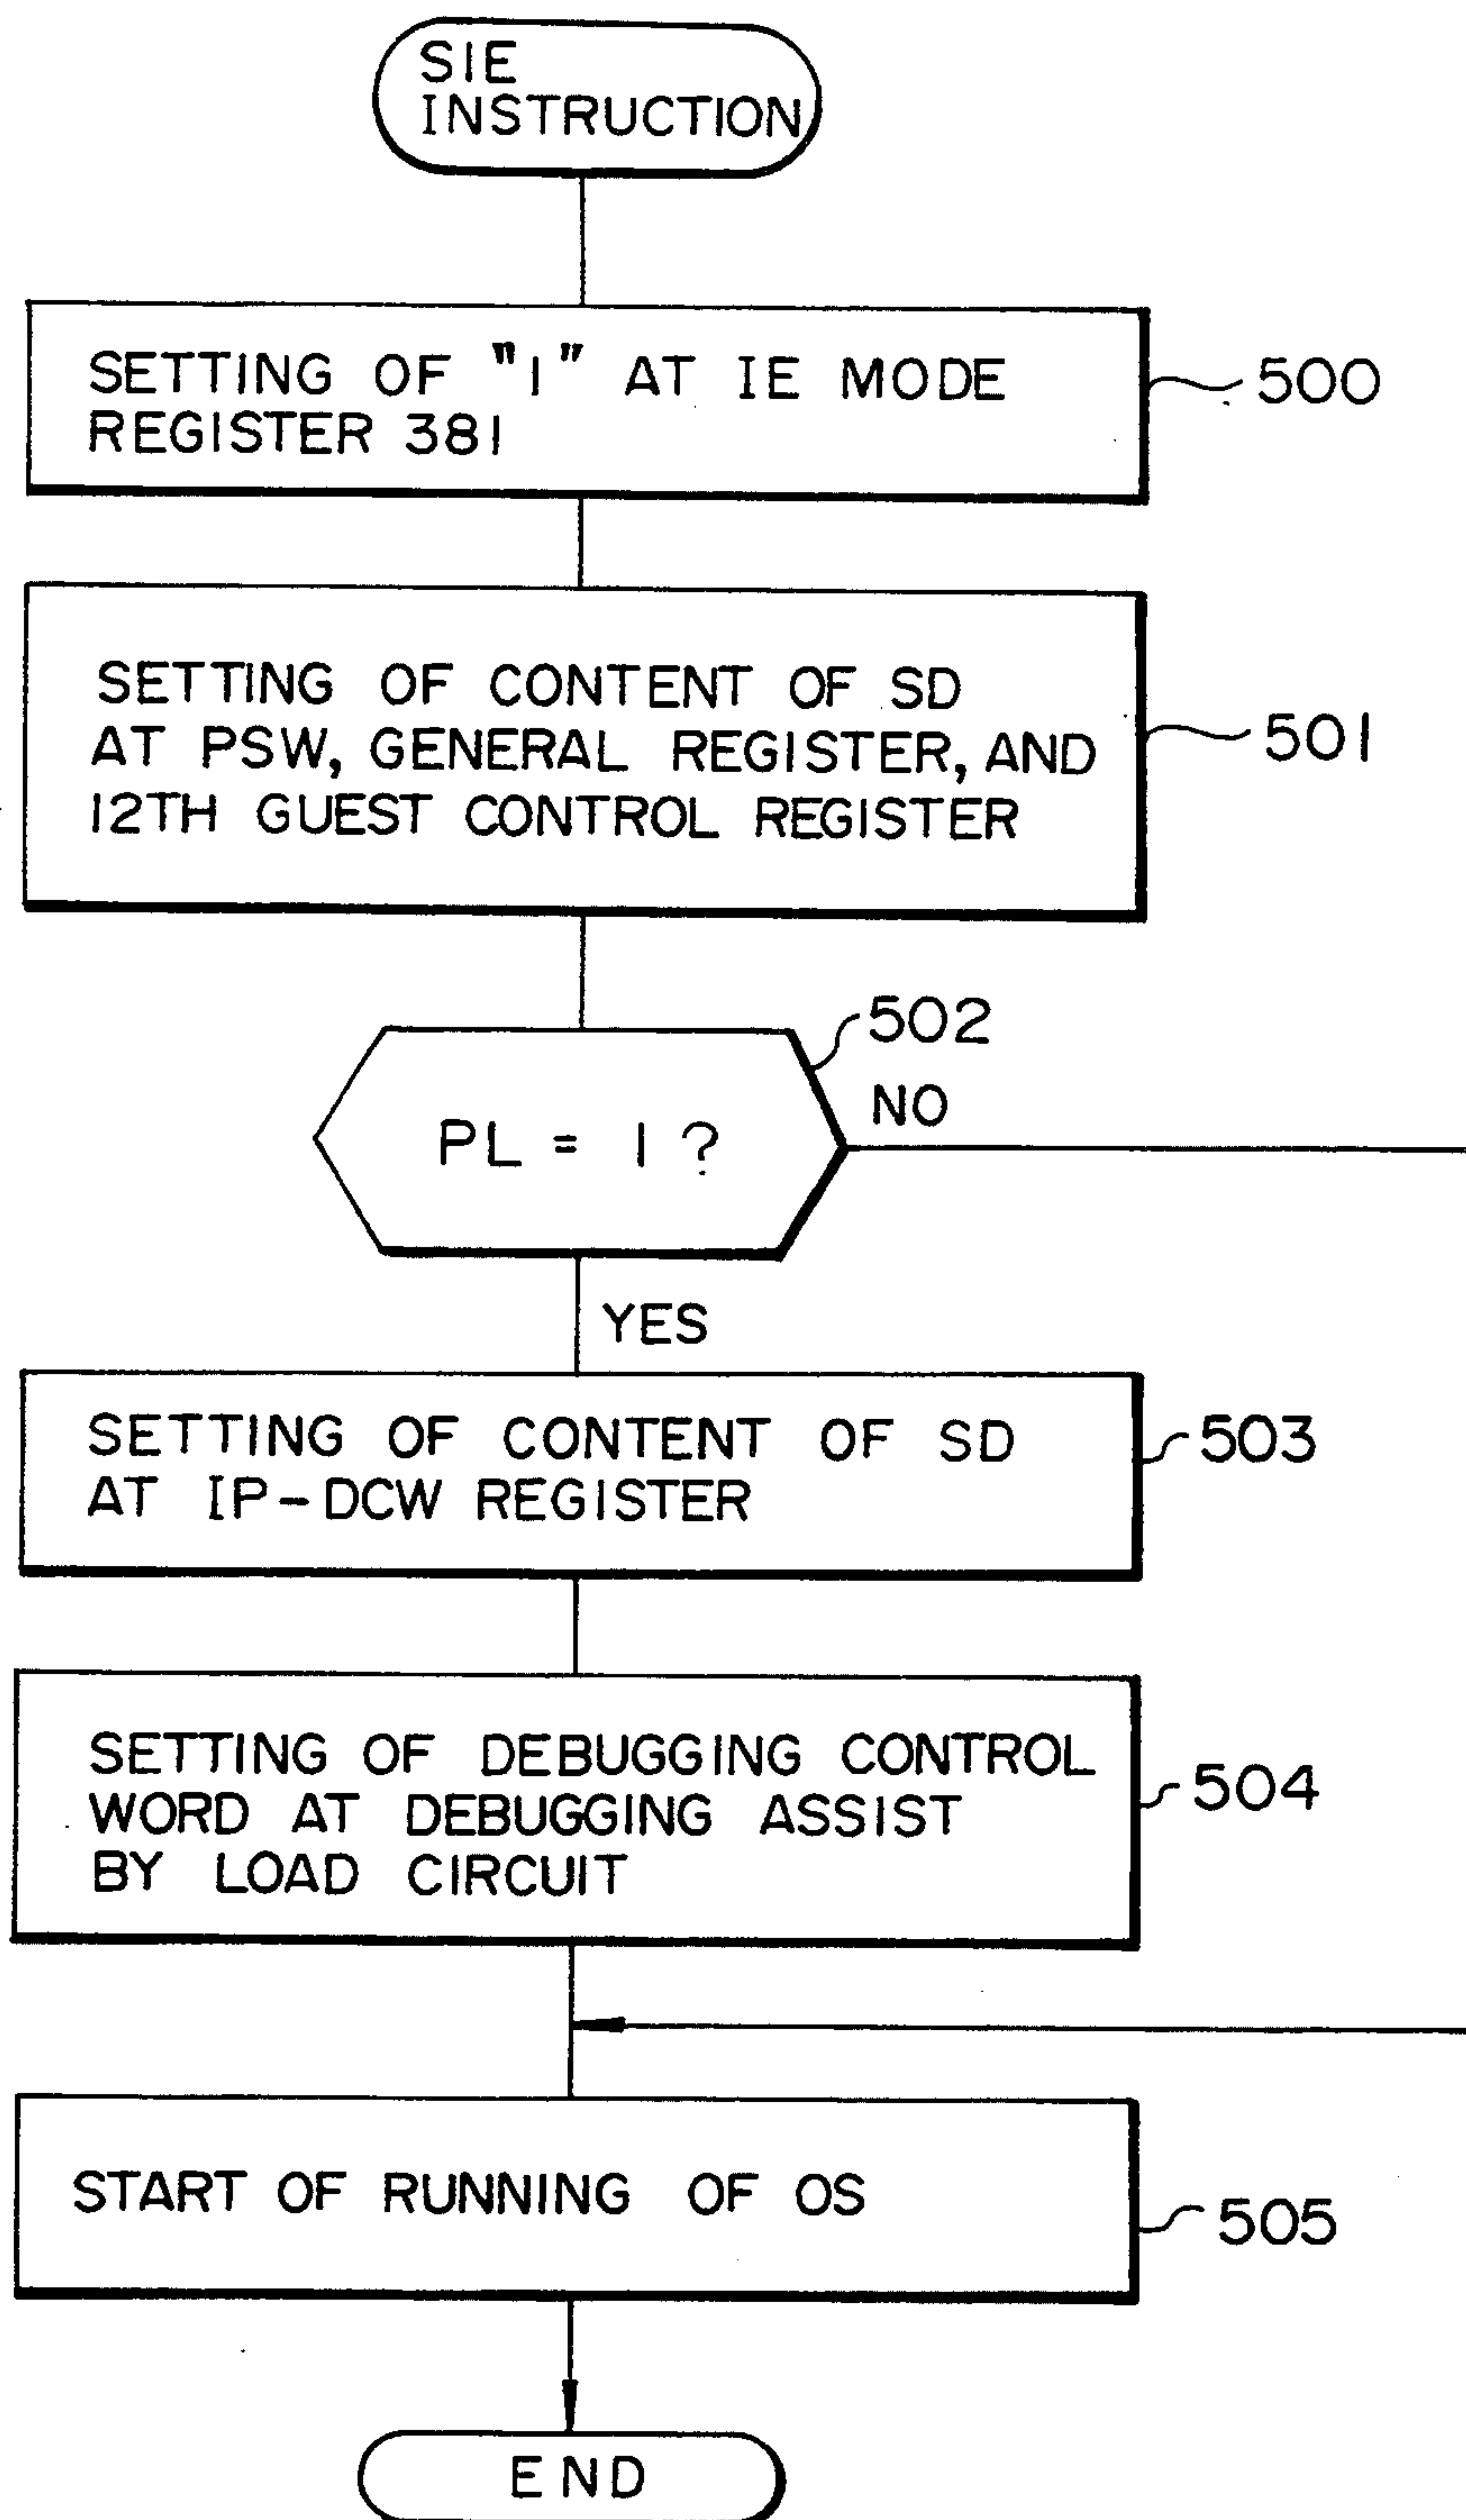 SIE
INSTRUCTION
SETTING OF "1" AT IE MODE
REGISTER 381
500
SETTING OF CONTENT OF SD
AT PSW, GENERAL REGISTER, AND
12TH GUEST CONTROL REGISTER
501
502
NO
PL = 1 ?
YES
SETTING OF CONTENT OF SD
AT IP-DCW REGISTER
503
SETTING OF DEBUGGING CONTROL
WORD AT DEBUGGING ASSIST
BY LOAD CIRCUIT
504
START OF RUNNING OF OS
505
END